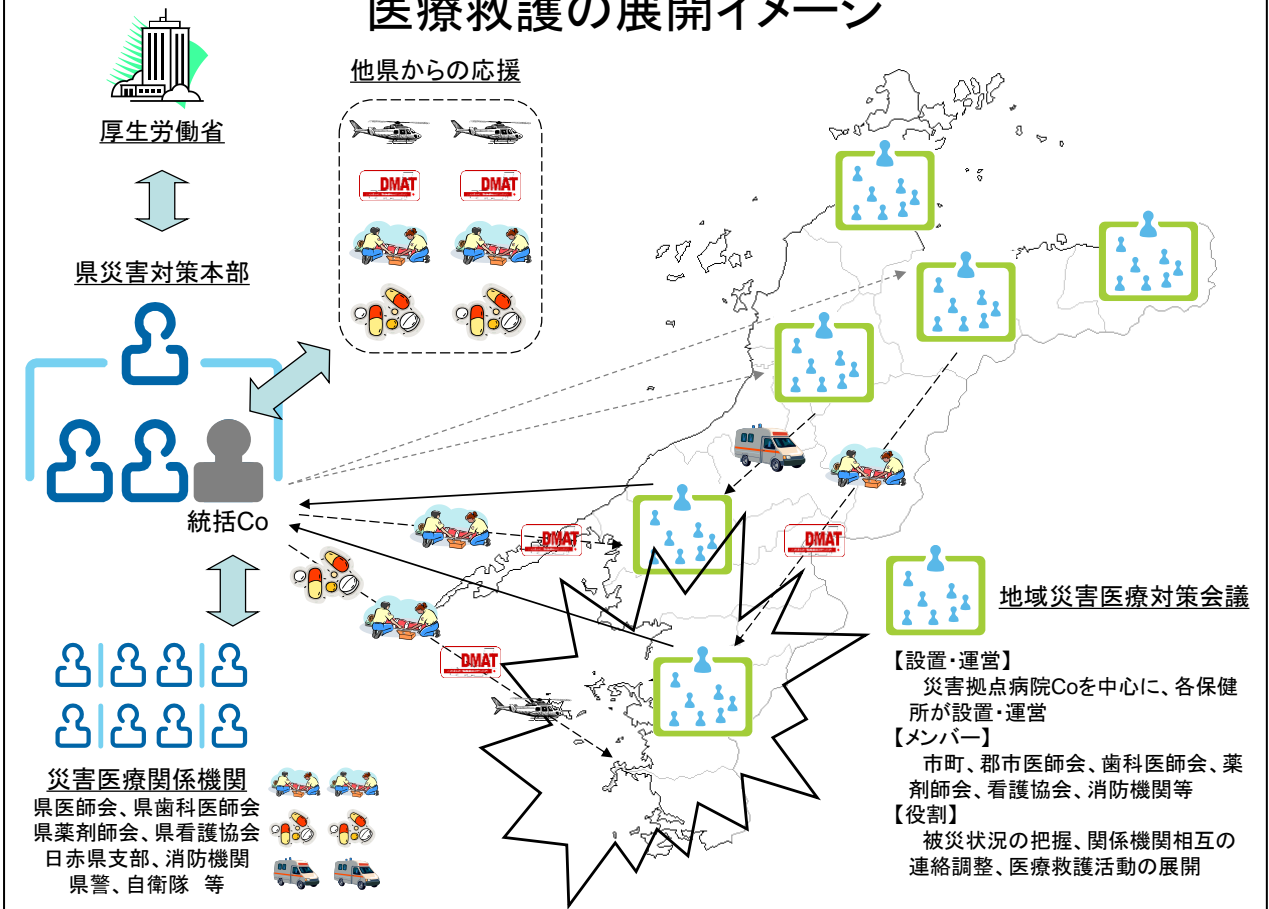 医療救護の展開イメージ
厚生労働省
他県からの応援
DMAT
DMAT
県災害対策本部
統括Co
DMAT
DMAT
DMAT
災害医療関係機関
県医師会、県歯科医師会
県薬剤師会、県看護協会
日赤県支部、消防機関
県警、自衛隊 等
地域災害医療対策会議
【設置・運営】
災害拠点病院Coを中心に、各保健
所が設置・運営
【メンバー】
市町、郡市医師会、歯科医師会、薬
剤師会、看護協会、消防機関等
【役割】
被災状況の把握、関係機関相互の
連絡調整、医療救護活動の展開